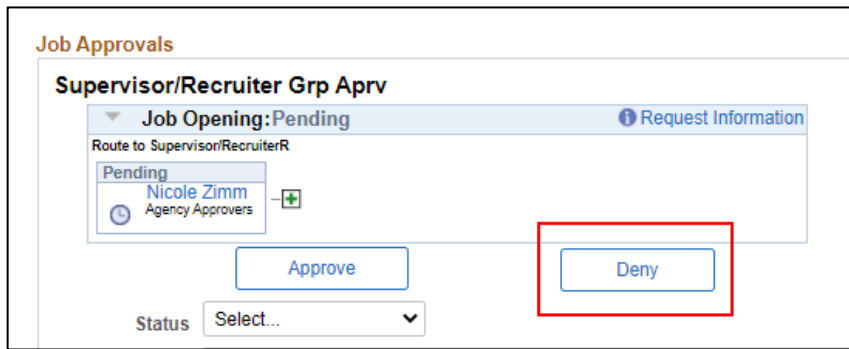 Job Approvals
Supervisor/Recruiter Grp Aprv
Job Opening:Pending Request Information
Route to Supervisor/RecruiterR
Pending
Nicole Zimm
Agency Approvers
Approve Deny
Status Select...